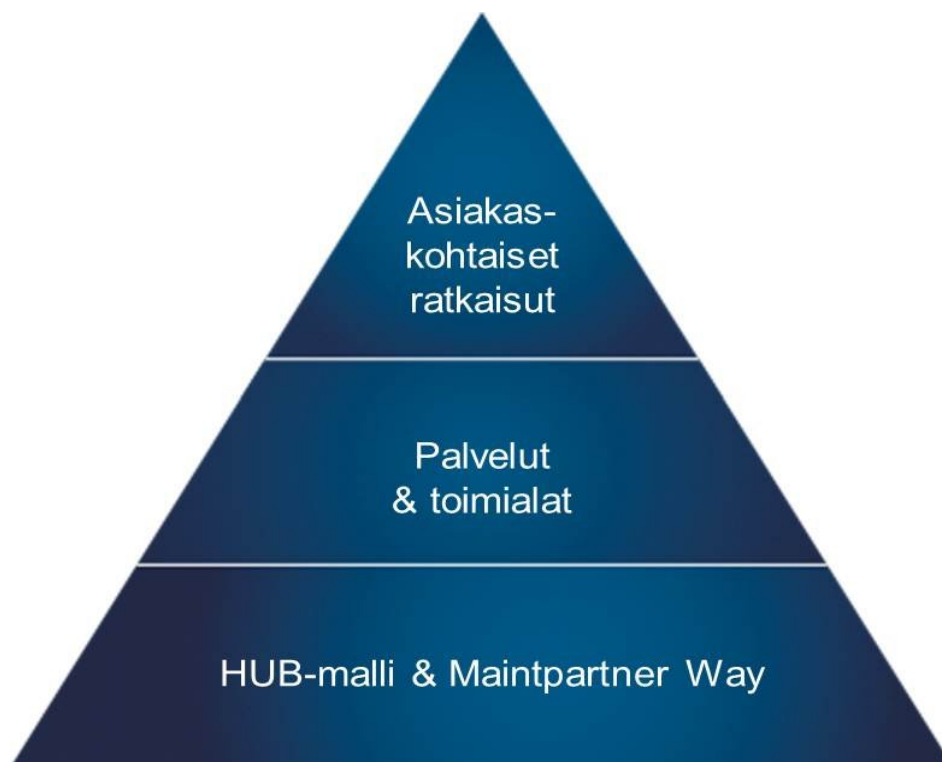 Asiakas-
kohtaiset
ratkaisut
Palvelut
& toimialat
HUB-malli & Maintpartner Way